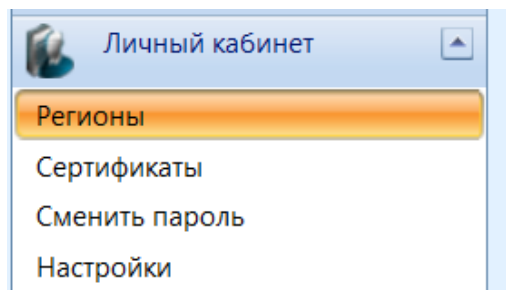 Личный кабинет
Регионы
Сертификаты
Сменить пароль
Настройки